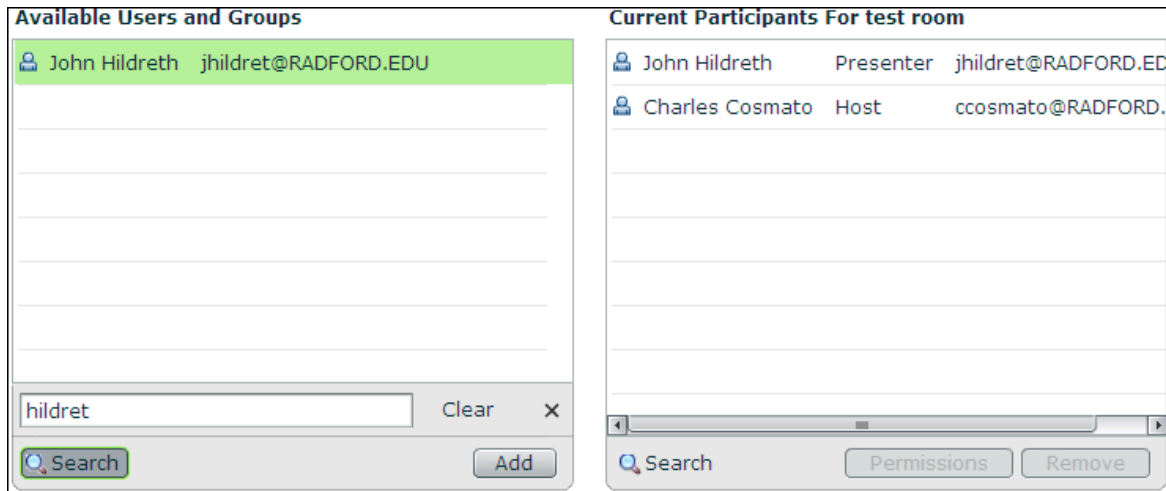 Available Users and Groups
John Hildreth jhildret@RADFORD.EDU
hildret Clear ×
Search Add
Current Participants For test room
John Hildreth Presenter jhildret@RADFORD.ED
Charles Cosmato Host ccosmato@RADFORD.
Search Permissions Remove